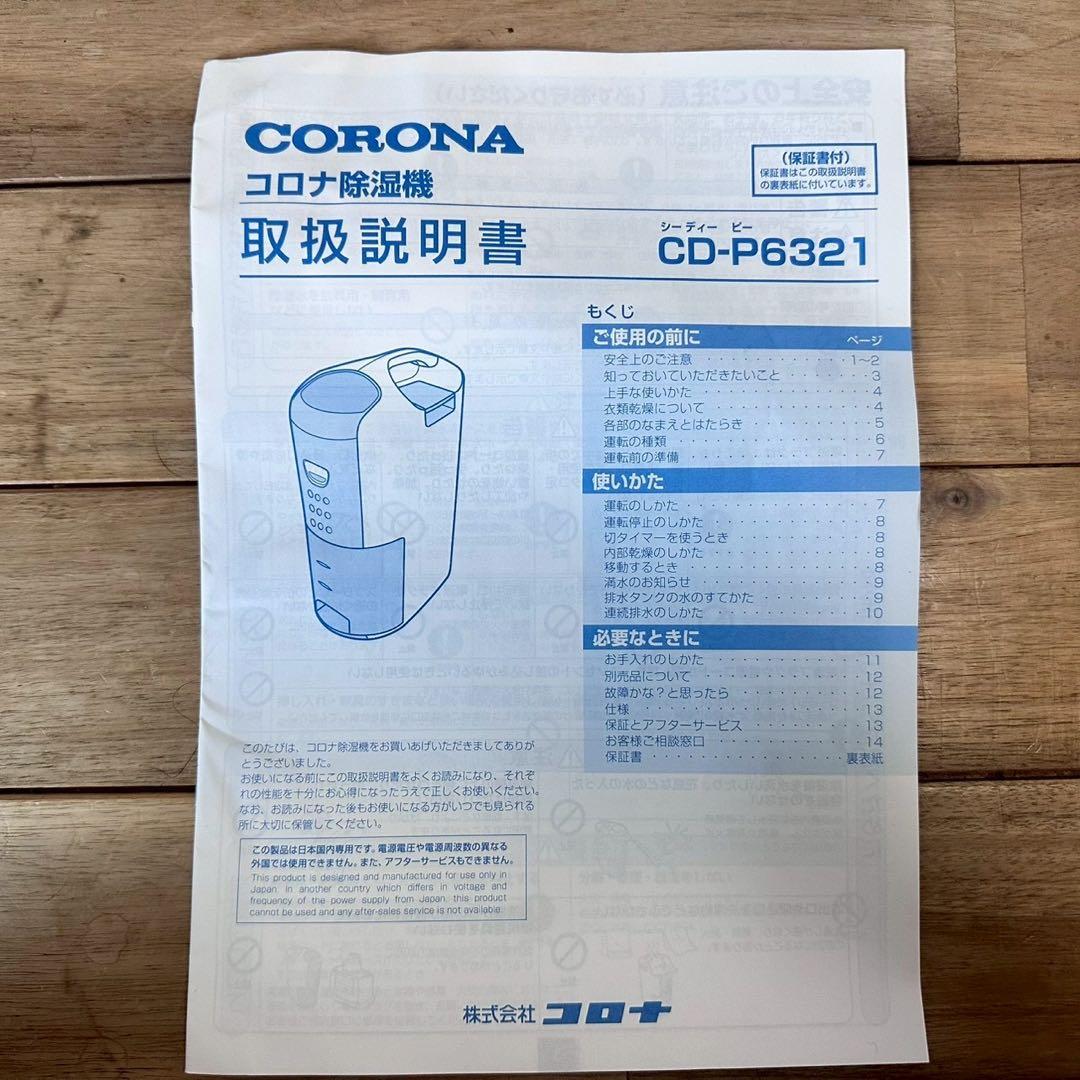 CORONA
コロナ除湿機
取扱説明書
(保証書付)
保証書はこの取扱説明書
の裏表紙に付いています。
シーディー ピー
CD-P6321
もくじ
ご使用の前に ページ
安全上のご注意 ・・・・・・・・・・・・ 1〜2
知っておいていただきたいこと ・・・・・・・ 3
上手な使いかた ・・・・・・・・・・・・・ 4
衣類乾燥について ・・・・・・・・・・・・ 4
各部のなまえとはたらき ・・・・・・・・・・ 5
運転の種類 ・・・・・・・・・・・・・・・ 6
運転前の準備 ・・・・・・・・・・・・・・ 7
使いかた
運転のしかた ・・・・・・・・・・・・・・ 7
運転停止のしかた ・・・・・・・・・・・・ 8
切タイマーを使うとき ・・・・・・・・・・ 8
内部乾燥のしかた ・・・・・・・・・・・・ 8
移動するとき ・・・・・・・・・・・・・・ 8
満水のお知らせ ・・・・・・・・・・・・・ 9
排水タンクの水のすてかた ・・・・・・・・・ 9
連続排水のしかた ・・・・・・・・・・・・ 10
必要なときに
お手入れのしかた ・・・・・・・・・・・・ 11
別売品について ・・・・・・・・・・・・・ 12
故障かな？と思ったら ・・・・・・・・・・ 12
仕様 ・・・・・・・・・・・・・・・・・・ 13
保証とアフターサービス ・・・・・・・・・・ 13
お客様ご相談窓口 ・・・・・・・・・・・・ 14
保証書 ・・・・・・・・・・・・・・・ 裏表紙
このたびは、コロナ除湿機をお買いあげいただきましてありが
とうございました。
お使いになる前にこの取扱説明書をよくお読みになり、それぞ
れの性能を十分にお心得になったうえで正しくお使いください。
なお、お読みになった後もお使いになる方がいつでも見られる
所に大切に保管してください。
この製品は日本国内専用です。電源電圧や電源周波数の異なる
外国では使用できません。また、アフターサービスもできません。
This product is designed and manufactured for use only in
Japan. In another country which differs in voltage and
frequency of the power supply from Japan, this product
cannot be used and any after-sales service is not available.
株式会社 コロナ